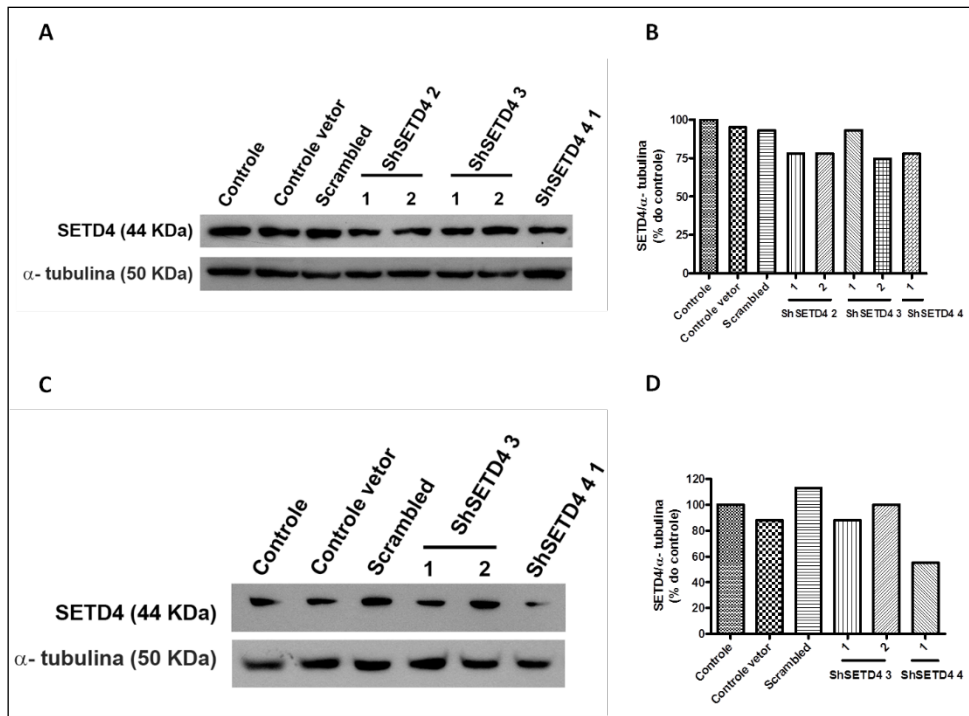 A
Controle
Controle vetor
Scrambled
ShSETD4 2
ShSETD4 3
ShSETD4 4 1
1 2 1 2
SETD4 (44 KDa)
α- tubulina (50 KDa)
B
SETD4/α- tubulina
(% do controle)
100
75
50
25
0
Controle
Controle vetor
Scrambled
1 2 1 2 1
ShSETD4 2 ShSETD4 3 ShSETD4 4
C
Controle
Controle vetor
Scrambled
ShSETD4 3
ShSETD4 4 1
1 2
SETD4 (44 KDa)
α- tubulina (50 KDa)
D
SETD4/α- tubulina
(% do controle)
120
100
80
60
40
20
0
Controle
Controle vetor
Scrambled
1 2 1
ShSETD4 3 ShSETD4 4